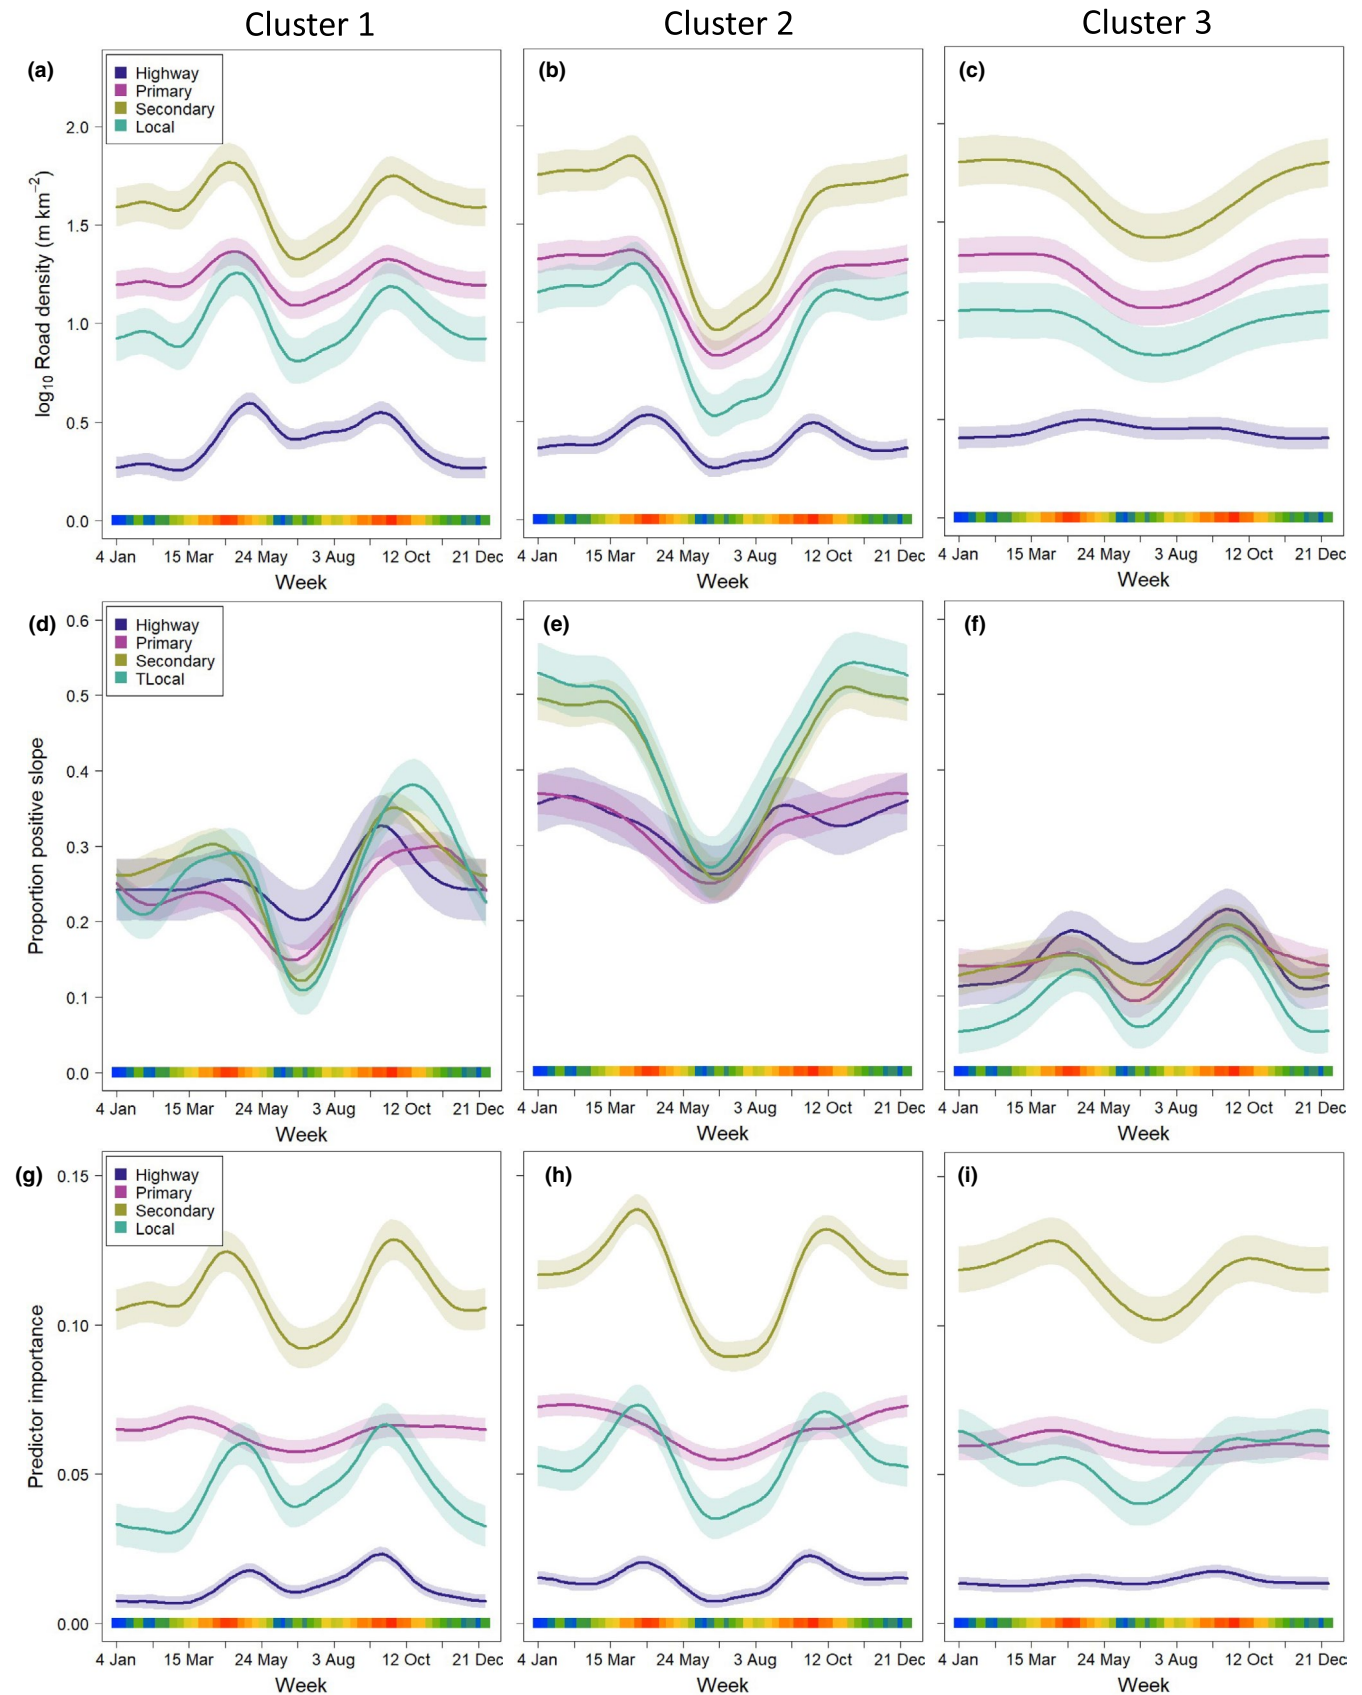 Cluster 1
Cluster 2
Cluster 3
(a)
Highway
Primary
Secondary
Local
(b)
(c)
log10 Road density (m km−2)
2.0
1.5
1.0
0.5
0.0
4 Jan 15 Mar 24 May 3 Aug 12 Oct 21 Dec
4 Jan 15 Mar 24 May 3 Aug 12 Oct 21 Dec
4 Jan 15 Mar 24 May 3 Aug 12 Oct 21 Dec
Week
Week
Week
(d)
Highway
Primary
Secondary
TLocal
(e)
(f)
Proportion positive slope
0.6
0.5
0.4
0.3
0.2
0.1
0.0
4 Jan 15 Mar 24 May 3 Aug 12 Oct 21 Dec
4 Jan 15 Mar 24 May 3 Aug 12 Oct 21 Dec
4 Jan 15 Mar 24 May 3 Aug 12 Oct 21 Dec
Week
Week
Week
(g)
Highway
Primary
Secondary
Local
(h)
(i)
Predictor importance
0.15
0.10
0.05
0.00
4 Jan 15 Mar 24 May 3 Aug 12 Oct 21 Dec
4 Jan 15 Mar 24 May 3 Aug 12 Oct 21 Dec
4 Jan 15 Mar 24 May 3 Aug 12 Oct 21 Dec
Week
Week
Week